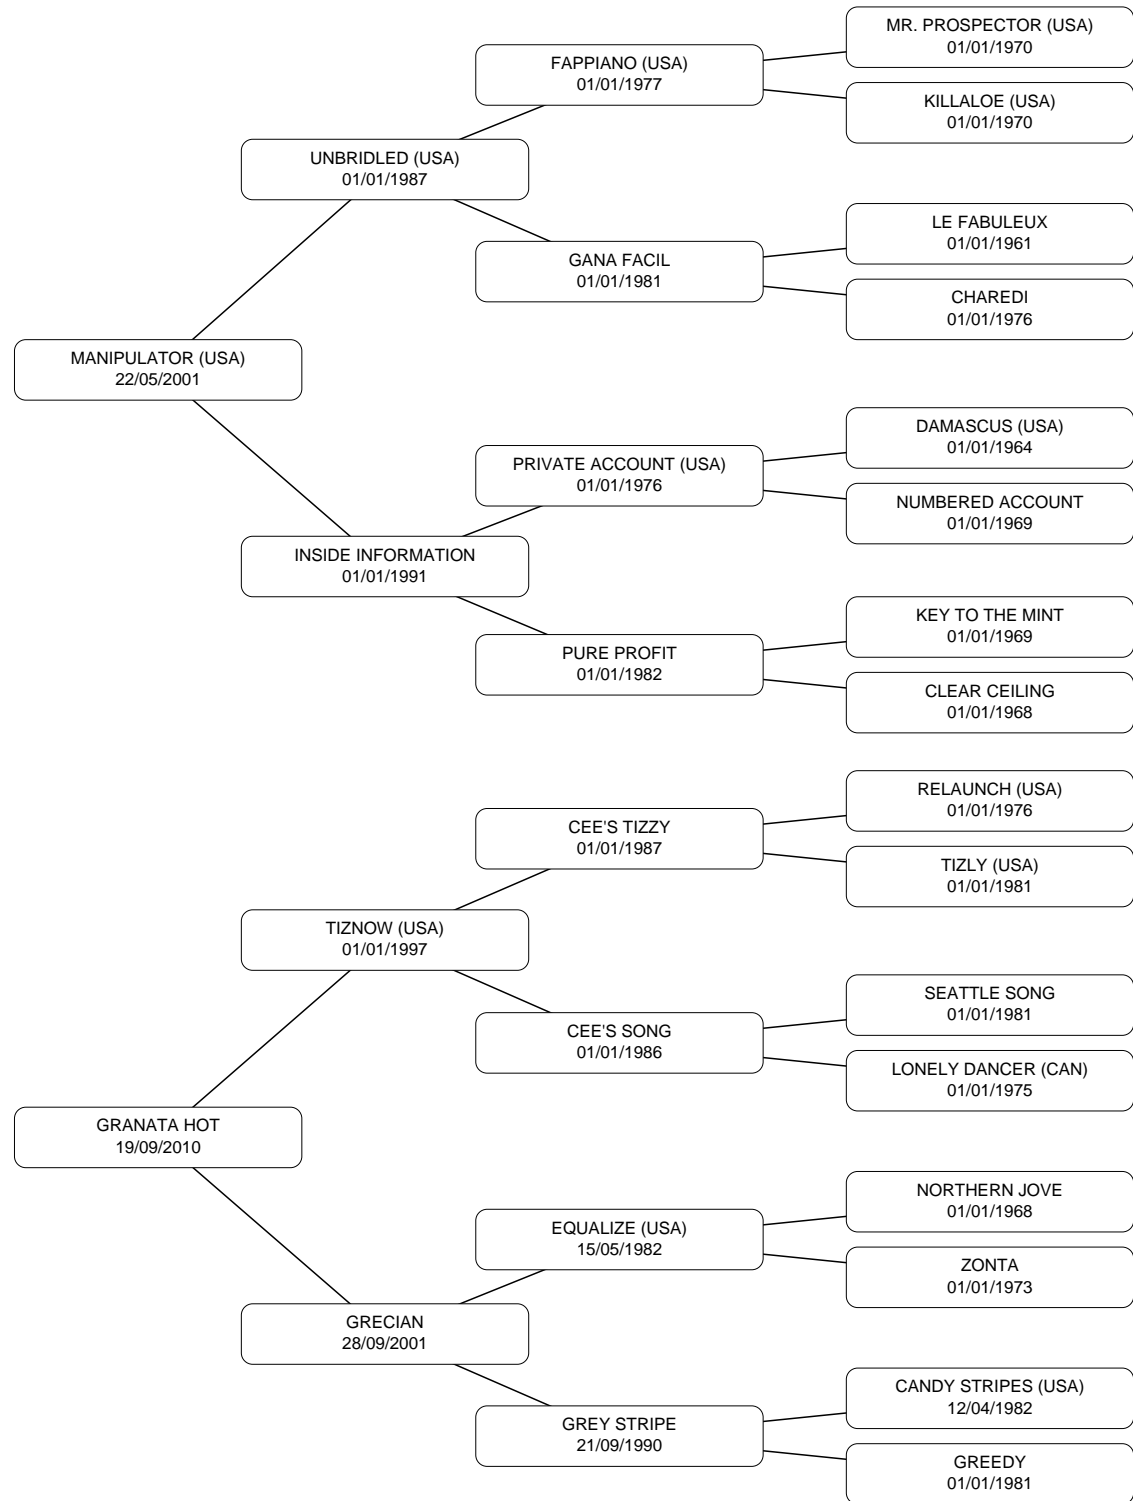 MR. PROSPECTOR (USA)
01/01/1970
FAPPIANO (USA)
01/01/1977
KILLALOE (USA)
01/01/1970
UNBRIDLED (USA)
01/01/1987
LE FABULEUX
01/01/1961
GANA FACIL
01/01/1981
CHAREDI
01/01/1976
MANIPULATOR (USA)
22/05/2001
DAMASCUS (USA)
01/01/1964
PRIVATE ACCOUNT (USA)
01/01/1976
NUMBERED ACCOUNT
01/01/1969
INSIDE INFORMATION
01/01/1991
KEY TO THE MINT
01/01/1969
PURE PROFIT
01/01/1982
CLEAR CEILING
01/01/1968
RELAUNCH (USA)
01/01/1976
CEE'S TIZZY
01/01/1987
TIZLY (USA)
01/01/1981
TIZNOW (USA)
01/01/1997
SEATTLE SONG
01/01/1981
CEE'S SONG
01/01/1986
LONELY DANCER (CAN)
01/01/1975
GRANATA HOT
19/09/2010
NORTHERN JOVE
01/01/1968
EQUALIZE (USA)
15/05/1982
ZONTA
01/01/1973
GRECIAN
28/09/2001
CANDY STRIPES (USA)
12/04/1982
GREY STRIPE
21/09/1990
GREEDY
01/01/1981